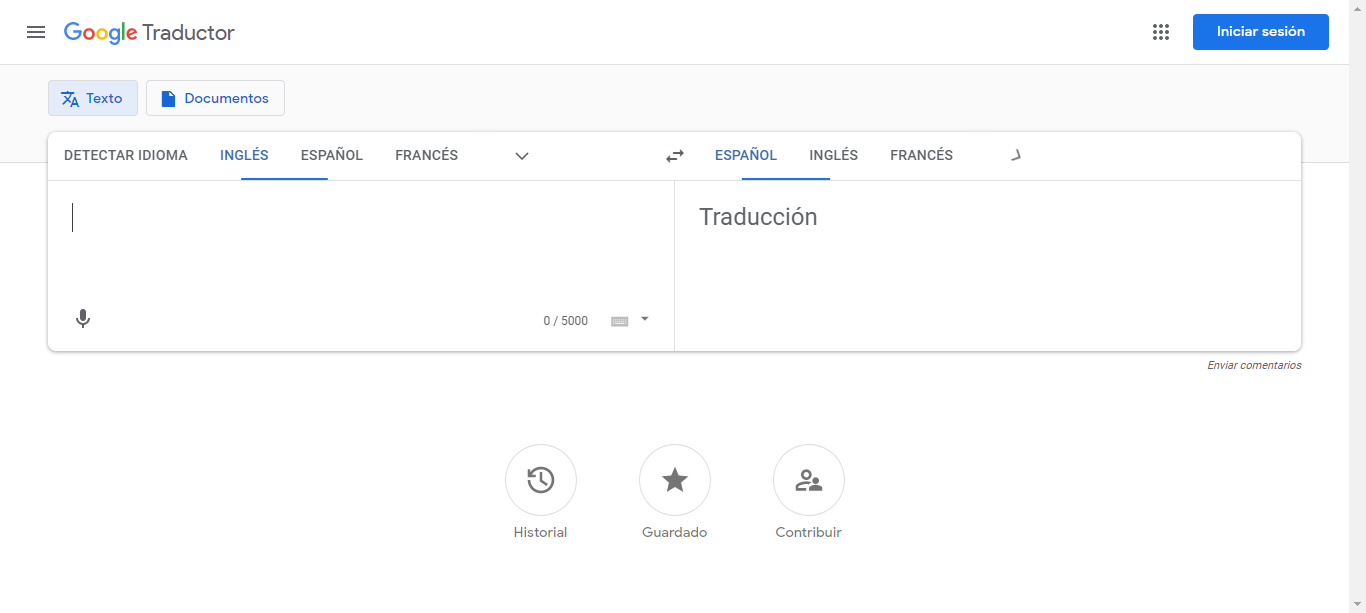 Google Traductor
Iniciar sesión
Texto
Documentos
DETECTAR IDIOMA INGLÉS ESPAÑOL FRANCÉS ESPAÑOL INGLÉS FRANCÉS
Traducción
0 / 5000
Enviar comentarios
Historial
Guardado
Contribuir